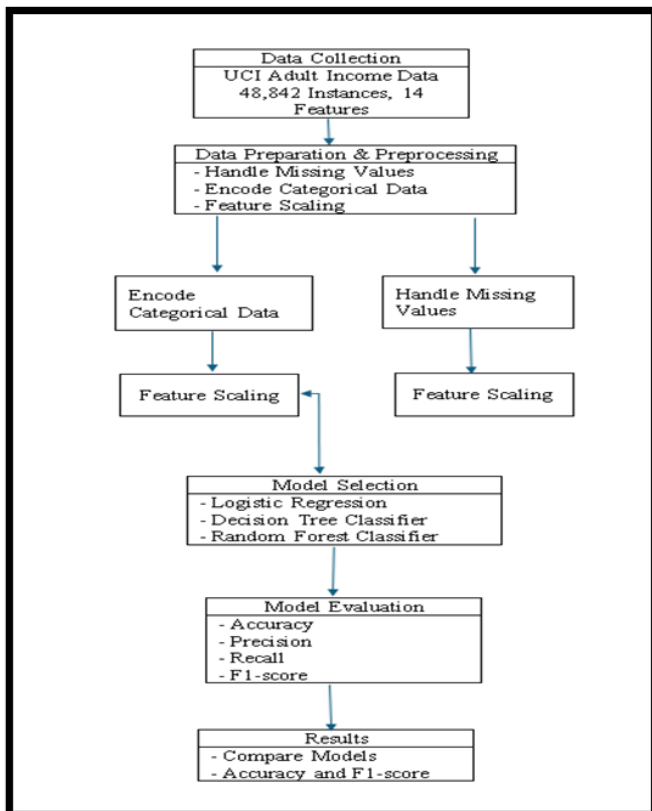 Data Collection
UCI Adult Income Data
48,842 Instances, 14
Features
Data Preparation & Preprocessing
- Handle Missing Values
- Encode Categorical Data
- Feature Scaling
Encode
Categorical Data
Handle Missing
Values
Feature Scaling
Feature Scaling
Model Selection
- Logistic Regression
- Decision Tree Classifier
- Random Forest Classifier
Model Evaluation
- Accuracy
- Precision
- Recall
- F1-score
Results
- Compare Models
- Accuracy and F1-score